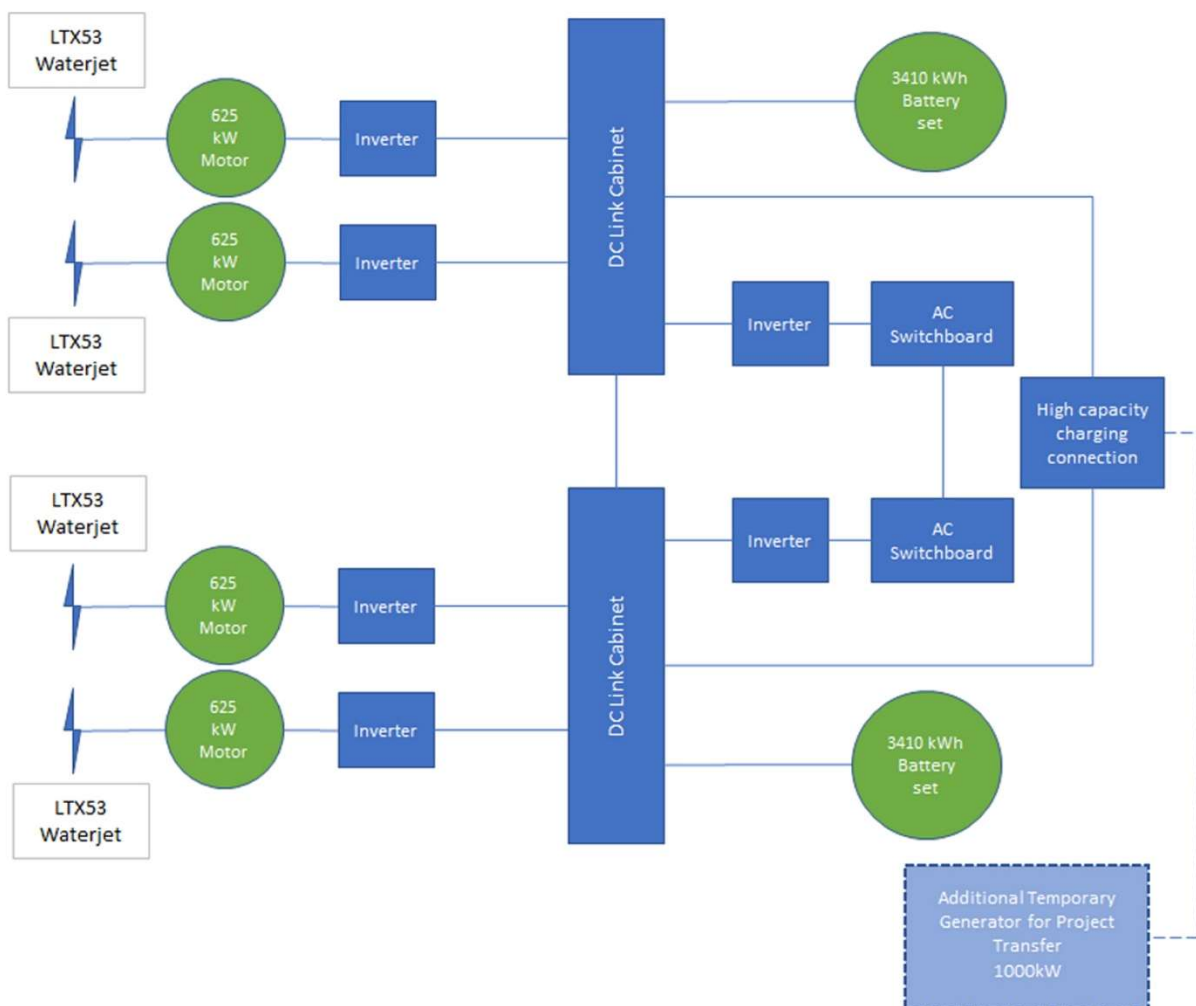 LTX53
Waterjet
625
kW
Motor
Inverter
DC Link Cabinet
3410 kWh
Battery
set
625
kW
Motor
Inverter
LTX53
Waterjet
Inverter
AC
Switchboard
High capacity
charging
connection
LTX53
Waterjet
625
kW
Motor
Inverter
DC Link Cabinet
Inverter
AC
Switchboard
625
kW
Motor
Inverter
LTX53
Waterjet
3410 kWh
Battery
set
Additional Temporary
Generator for Project
Transfer
1000kW